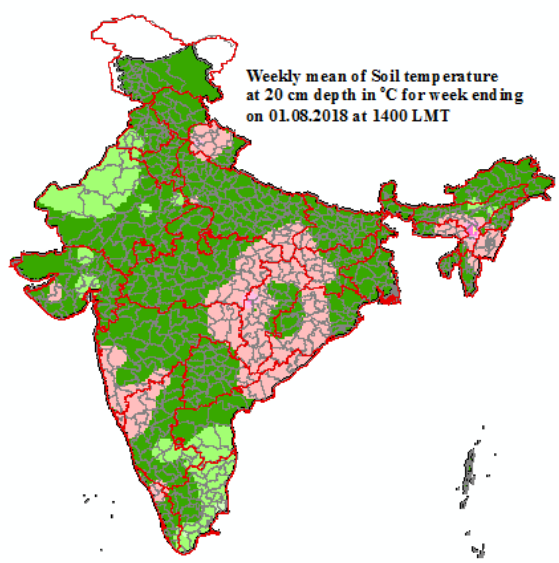 Weekly mean of Soil temperature
at 20 cm depth in °C for week ending
on 01.08.2018 at 1400 LMT